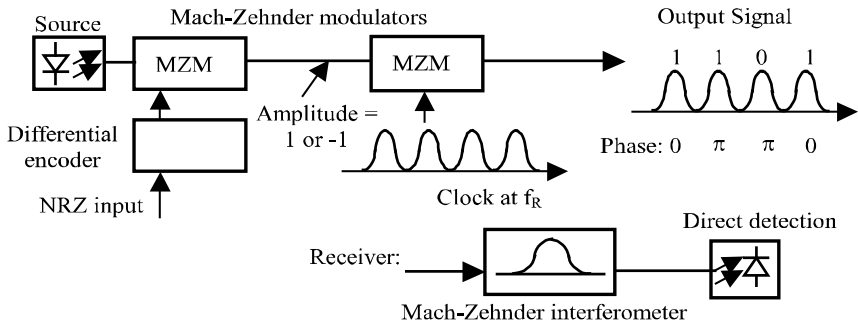 Mach-Zehnder modulators
Source
MZM
MZM
Differential
encoder
NRZ input
Amplitude =
1 or -1
Clock at fR
Output Signal
1 1 0 1
Phase: 0 π π 0
Receiver:
Mach-Zehnder interferometer
Direct detection